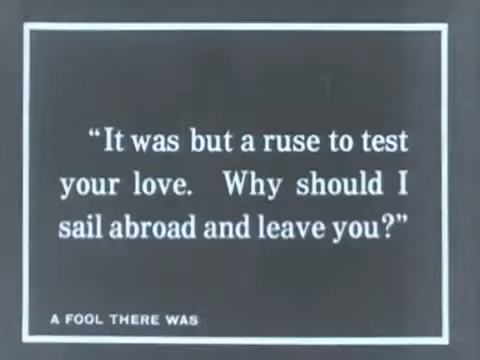 “It was but a ruse to test
your love. Why should I
sail abroad and leave you?”
A FOOL THERE WAS